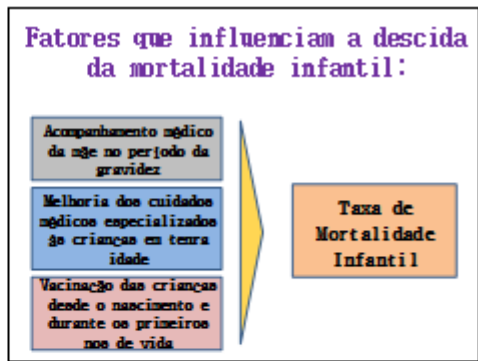 Fatores que influenciam a descida
da mortalidade infantil:
Acompanhamento médico
da mãe no período da
gravidez
Melhoria dos cuidados
médicos especializados
às crianças em tenra
idade
Vacinação das crianças
desde o nascimento e
durante os primeiros
nos de vida
Taxa de
Mortalidade
Infantil